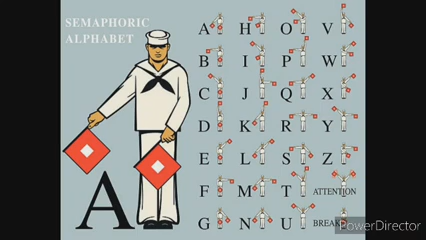 SEMAPHORIC
ALPHABET
A H O V
B I P W
C J Q X
D K R Y
E L S Z
F M T ATTENTION
G N U BREAK
A
PowerDirector